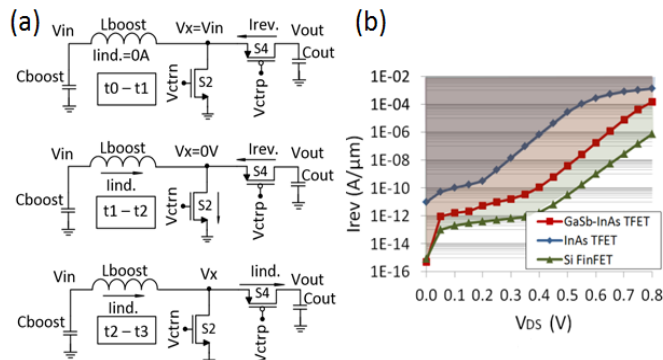 (a)
Vin Lboost Vx=Vin Irev. Vout
Iind.=0A S4 Cout
Cboost t0 – t1 Vctrn S2 Vctrp
Vin Lboost Vx=0V Irev. Vout
Iind. S4 Cout
Cboost t1 – t2 Vctrn S2 Vctrp
Vin Lboost Vx Iind. Vout
Iind. S4 Cout
Cboost t2 – t3 Vctrn S2 Vctrp
(b)
Irev (A/μm)
1E-02
1E-04
1E-06
1E-08
1E-10
1E-12
1E-14
1E-16
GaSb-InAs TFET
InAs TFET
Si FinFET
0.0 0.1 0.2 0.3 0.4 0.5 0.6 0.7 0.8
VDS (V)